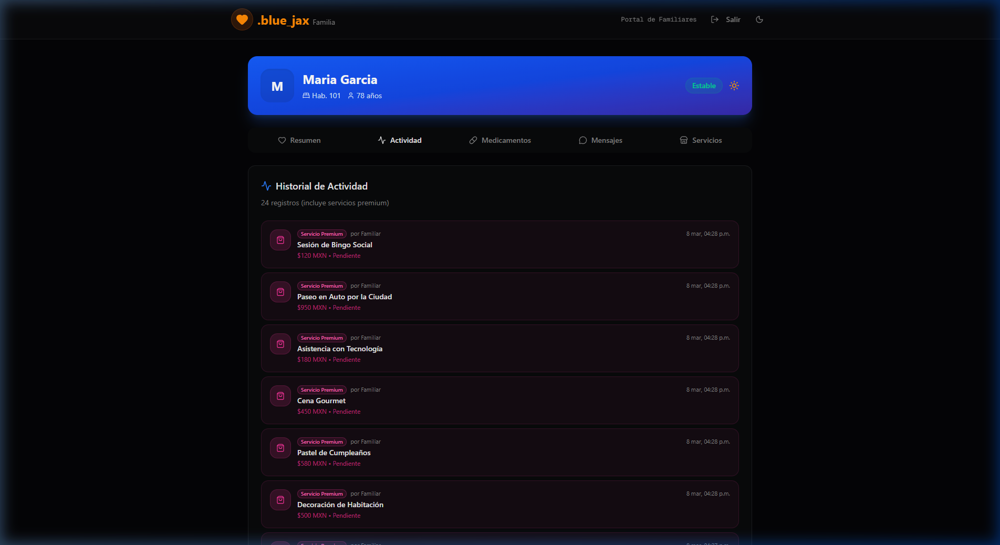 .blue_jax Familia
Portal de Familiares
Salir
M
Maria Garcia
Hab. 101 78 años
Estable
Resumen
Actividad
Medicamentos
Mensajes
Servicios
Historial de Actividad
24 registros (incluye servicios premium)
Servicio Premium por Familiar 8 mar, 04:28 p.m.
Sesión de Bingo Social
$120 MXN • Pendiente
Servicio Premium por Familiar 8 mar, 04:28 p.m.
Paseo en Auto por la Ciudad
$950 MXN • Pendiente
Servicio Premium por Familiar 8 mar, 04:28 p.m.
Asistencia con Tecnología
$180 MXN • Pendiente
Servicio Premium por Familiar 8 mar, 04:28 p.m.
Cena Gourmet
$450 MXN • Pendiente
Servicio Premium por Familiar 8 mar, 04:28 p.m.
Pastel de Cumpleaños
$580 MXN • Pendiente
Servicio Premium por Familiar 8 mar, 04:28 p.m.
Decoración de Habitación
$500 MXN • Pendiente